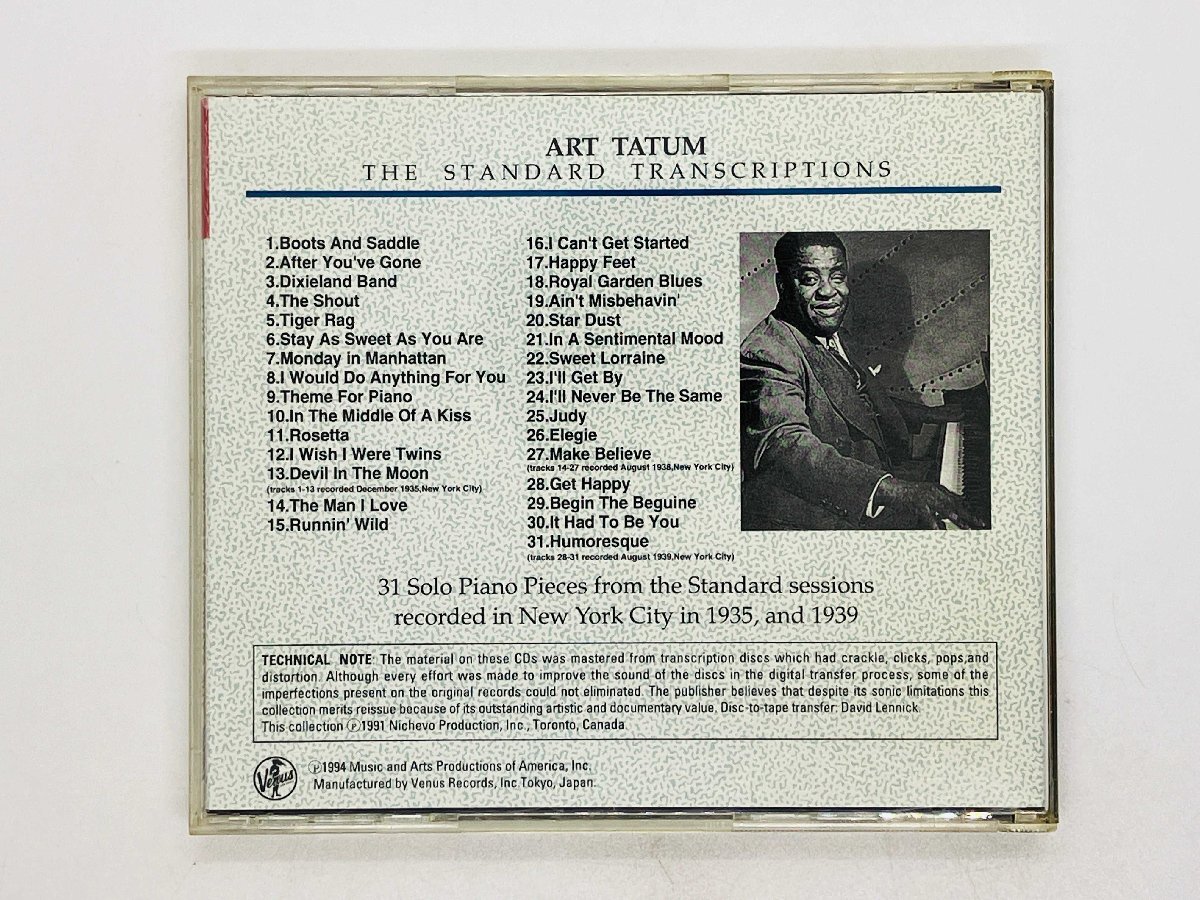 ART TATUM
THE STANDARD TRANSCRIPTIONS
1.Boots And Saddle
2.After You've Gone
3.Dixieland Band
4.The Shout
5.Tiger Rag
6.Stay As Sweet As You Are
7.Monday in Manhattan
8.I Would Do Anything For You
9.Theme For Piano
10.In The Middle Of A Kiss
11.Rosetta
12.I Wish I Were Twins
13.Devil In The Moon
(tracks 1-13 recorded December 1935,New York City)
14.The Man I Love
15.Runnin' Wild
16.I Can't Get Started
17.Happy Feet
18.Royal Garden Blues
19.Ain't Misbehavin'
20.Star Dust
21.In A Sentimental Mood
22.Sweet Lorraine
23.I'll Get By
24.I'll Never Be The Same
25.Judy
26.Elegie
27.Make Believe
(tracks 14-27 recorded August 1938,New York City)
28.Get Happy
29.Begin The Beguine
30.It Had To Be You
31.Humoresque
(tracks 28-31 recorded August 1939,New York City)
31 Solo Piano Pieces from the Standard sessions
recorded in New York City in 1935, and 1939
TECHNICAL NOTE: The material on these CDs was mastered from transcription discs which had crackle, clicks, pops,and
distortion. Although every effort was made to improve the sound of the discs in the digital transfer process, some of the
imperfections present on the original records could not eliminated. The publisher believes that despite its sonic limitations this
collection merits reissue because of its outstanding artistic and documentary value. Disc-to-tape transfer: David Lennick.
This collection ℗1991 Nichevo Production, Inc., Toronto, Canada.
Venus
℗1994 Music and Arts Productions of America, Inc.
Manufactured by Venus Records, Inc.Tokyo, Japan.